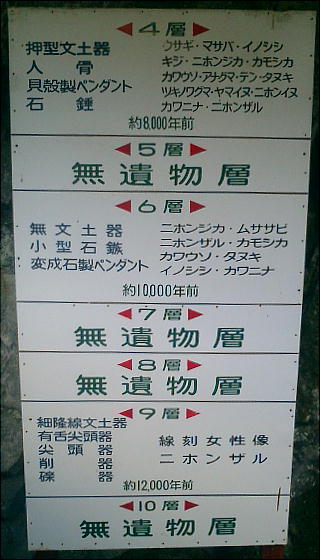 ◀4層▶
押型文土器
人骨
貝殻製ペンダント
石錘
ウサギ・マサバ・イノシシ
キジ・ニホンジカ・カモシカ
カワウソ・アナグマ・テン・タヌキ
ツキノワグマ・ヤマイヌ・ニホンイヌ
カワニナ・ニホンザル
約8,000年前
◀5層▶
無遺物層
◀6層▶
無文土器
小型石鏃
変成石製ペンダント
ニホンジカ・ムササビ
ニホンザル・カモシカ
カワウソ・タヌキ
イノシシ・カワニナ
約10,000年前
◀7層▶
無遺物層
◀8層▶
無遺物層
◀9層▶
細隆線文土器
有舌尖頭器
尖頭器
削器
礫器
線刻女性像
ニホンザル
約12,000年前
◀10層▶
無遺物層